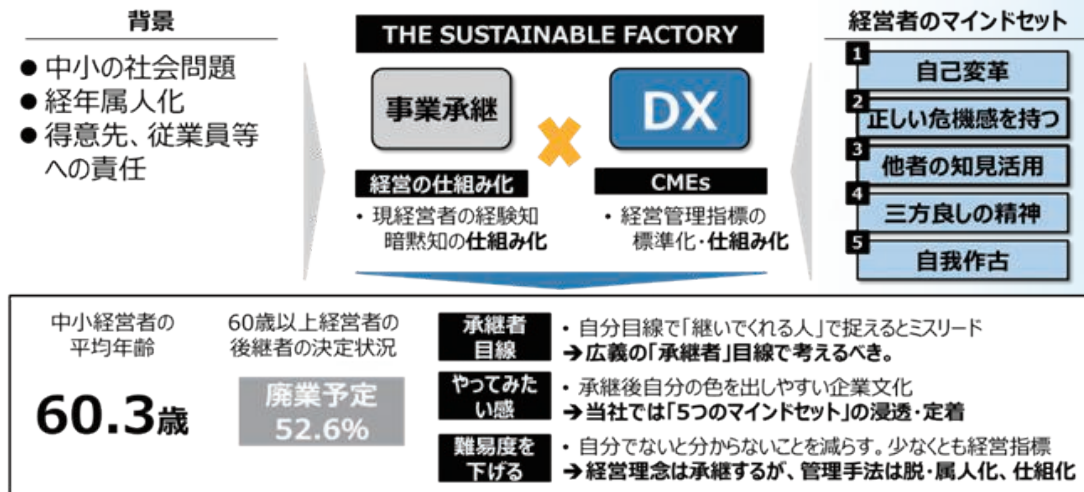 背景
● 中小の社会問題
● 経年属人化
● 得意先、従業員等
への責任
THE SUSTAINABLE FACTORY
事業承継
DX
経営の仕組み化
・ 現経営者の経験知
暗黙知の仕組み化
CMEs
・ 経営管理指標の
標準化・仕組み化
経営者のマインドセット
1
自己変革
2
正しい危機感を持つ
3
他者の知見活用
4
三方良しの精神
5
自我作古
中小経営者の
平均年齢
60.3歳
60歳以上経営者の
後継者の決定状況
廃業予定
52.6%
承継者
目線
・ 自分目線で「継いでくれる人」で捉えるとミスリード
➔ 広義の「承継者」目線で考えるべき。
やってみた
い感
・ 承継後自分の色を出しやすい企業文化
➔ 当社では「5つのマインドセット」の浸透・定着
難易度を
下げる
・ 自分でないと分からないことを減らす。少なくとも経営指標
➔ 経営理念は承継するが、管理手法は脱・属人化、仕組化